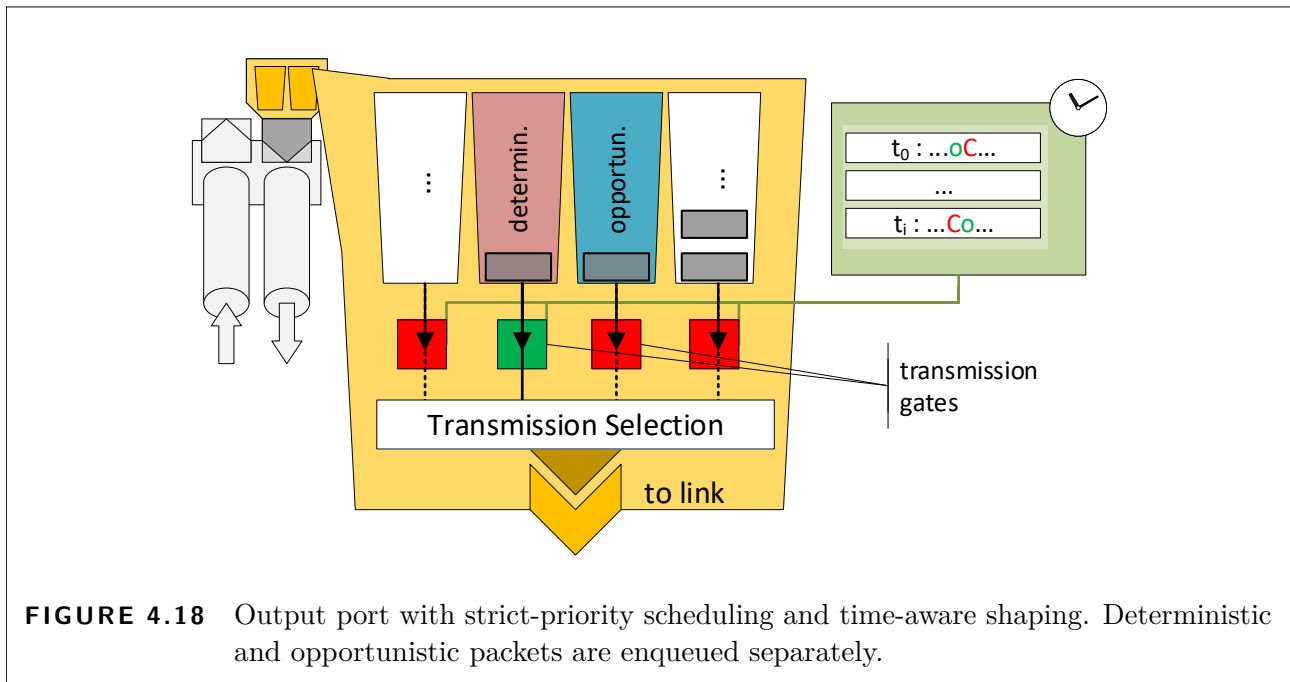 ⋮
determin.
opportun.
⋮
t₀ : ...oC...
...
tᵢ : ...Co...
transmission
gates
Transmission Selection
to link
FIGURE 4.18 Output port with strict-priority scheduling and time-aware shaping. Deterministic
and opportunistic packets are enqueued separately.